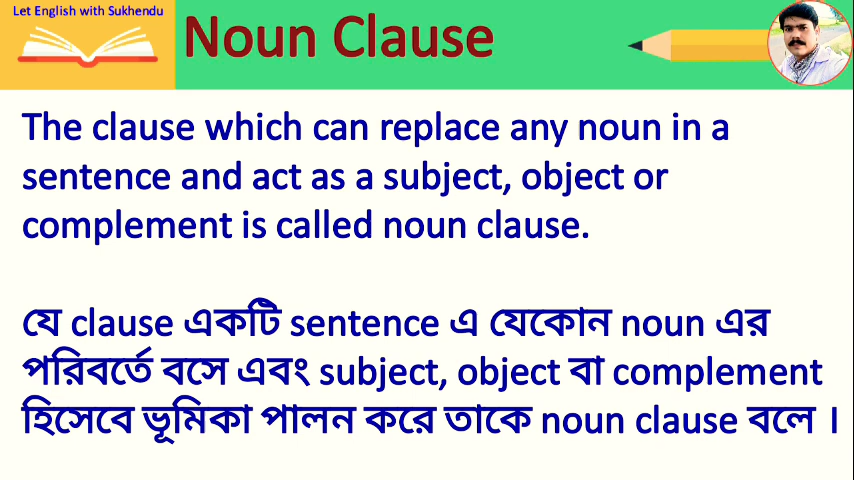 Let English with Sukhendu
Noun Clause
The clause which can replace any noun in a
sentence and act as a subject, object or
complement is called noun clause.
যে clause একটি sentence এ যেকোন noun এর
পরিবর্তে বসে এবং subject, object বা complement
হিসেবে ভূমিকা পালন করে তাকে noun clause বলে ।